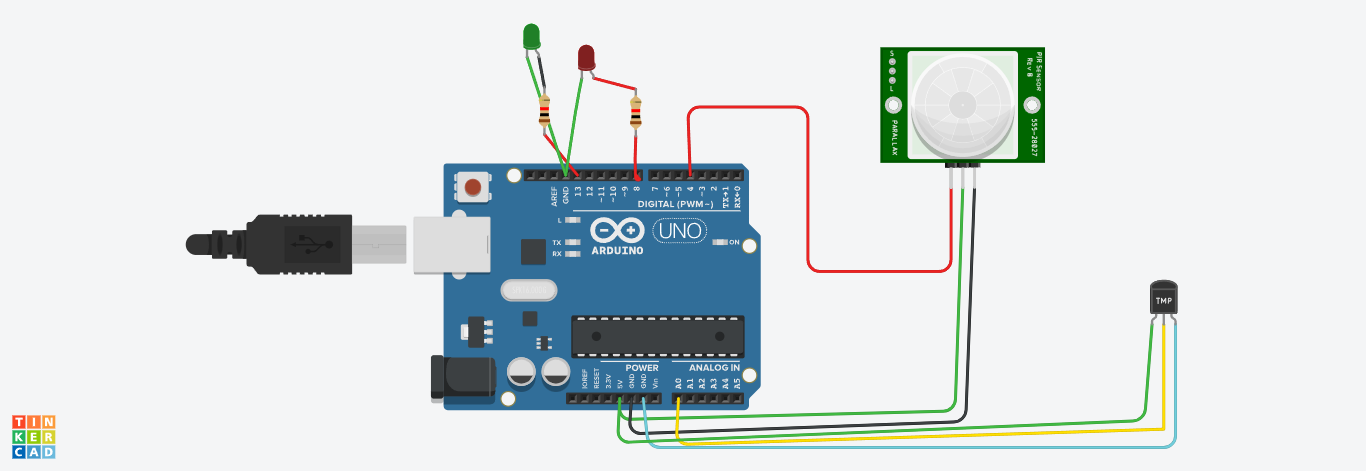 S
L
PIR SENSOR
Rev B
PARALLAX
555-28027
AREF
GND
13
12
~11
~10
~9
8
7
~6
~5
4
~3
2
TX→1
RX←0
DIGITAL (PWM~)
L
TX
RX
ARDUINO
UNO
ON
TMP
POWER
ANALOG IN
IOREF
RESET
3.3V
5V
GND
GND
Vin
A0
A1
A2
A3
A4
A5
TIN
KER
CAD